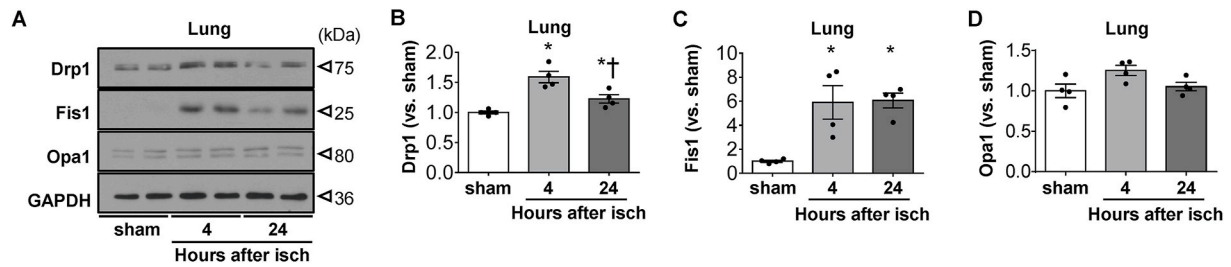 A
Lung
(kDa)
Drp1
75
Fis1
25
Opa1
80
GAPDH
36
sham
4
24
Hours after isch
B
Lung
Drp1 (vs. sham)
2.0
1.5
1.0
0.5
0.0
*
*†
sham
4
24
Hours after isch
C
Lung
Fis1 (vs. sham)
10
8
6
4
2
0
*
*
sham
4
24
Hours after isch
D
Lung
Opa1 (vs. sham)
1.5
1.0
0.5
0.0
sham
4
24
Hours after isch